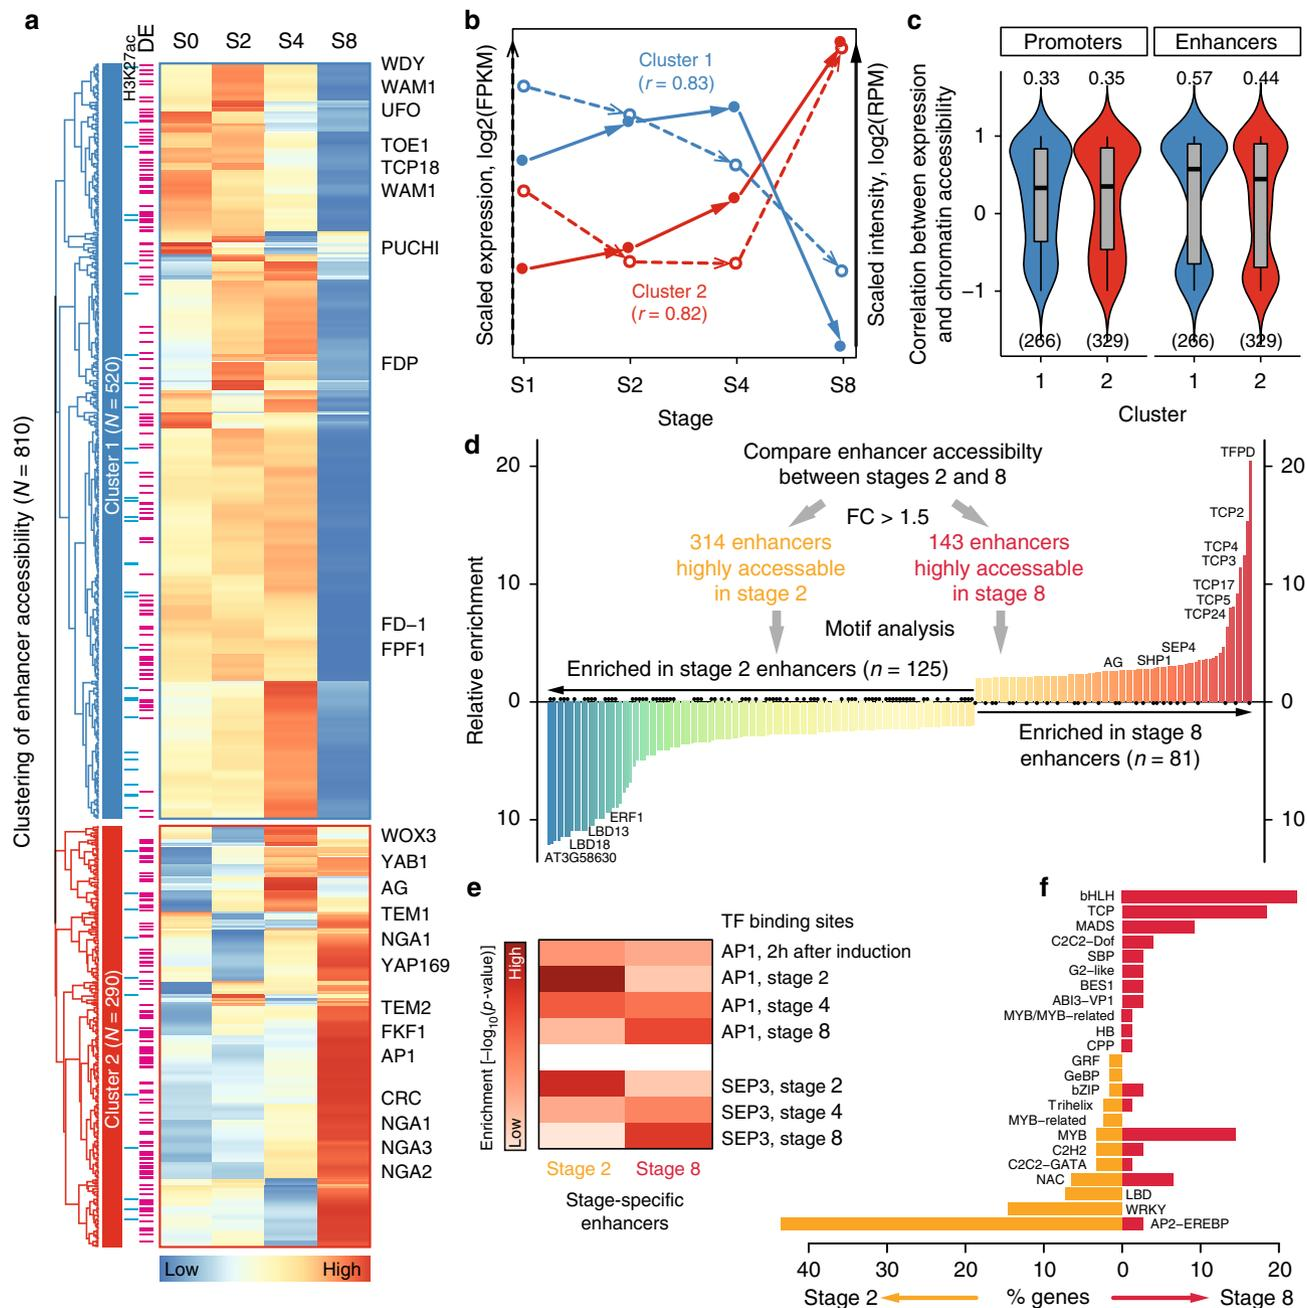 a
H3K27ac
DE
S0 S2 S4 S8
Clustering of enhancer accessibility (N = 810)
Cluster 1 (N = 520)
Cluster 2 (N = 290)
WDY
WAM1
UFO
TOE1
TCP18
WAM1
PUCHI
FDP
FD−1
FPF1
WOX3
YAB1
AG
TEM1
NGA1
YAP169
TEM2
FKF1
AP1
CRC
NGA1
NGA3
NGA2
Low High
b
Scaled expression, log2(FPKM)
Scaled intensity, log2(RPM)
Cluster 1
(r = 0.83)
Cluster 2
(r = 0.82)
S1 S2 S4 S8
Stage
c
Promoters Enhancers
Correlation between expression
and chromatin accessibility
0.33 0.35 0.57 0.44
1
0
−1
(266) (329) (266) (329)
1 2 1 2
Cluster
d
Relative enrichment
20
10
0
10
20
10
0
10
Compare enhancer accessibilty
between stages 2 and 8
FC > 1.5
314 enhancers
highly accessable
in stage 2
143 enhancers
highly accessable
in stage 8
Motif analysis
Enriched in stage 2 enhancers (n = 125)
Enriched in stage 8
enhancers (n = 81)
TFPD
TCP2
TCP4
TCP3
TCP17
TCP5
TCP24
SEP4
SHP1
AG
ERF1
LBD13
LBD18
AT3G58630
e
Enrichment [−log10(p-value)]
High
Low
TF binding sites
AP1, 2h after induction
AP1, stage 2
AP1, stage 4
AP1, stage 8
SEP3, stage 2
SEP3, stage 4
SEP3, stage 8
Stage 2 Stage 8
Stage-specific
enhancers
f
bHLH
TCP
MADS
C2C2−Dof
SBP
G2−like
BES1
ABI3−VP1
MYB/MYB−related
HB
CPP
GRF
GeBP
bZIP
Trihelix
MYB−related
MYB
C2H2
C2C2−GATA
NAC
LBD
WRKY
AP2−EREBP
40 30 20 10 0 10 20
Stage 2 % genes Stage 8